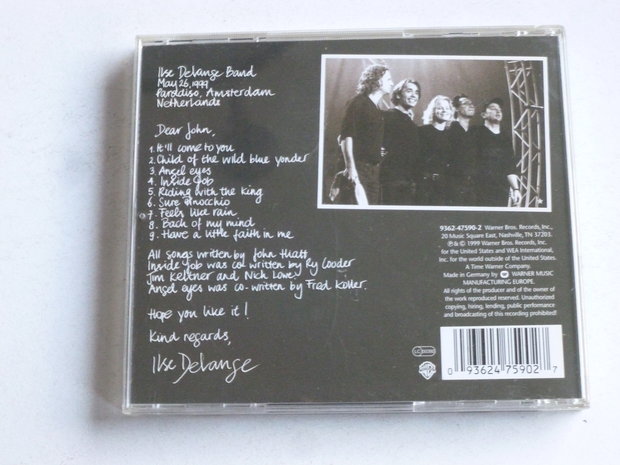 Ilse DeLange Band
May 26, 1999
Paradiso, Amsterdam
Netherlands
Dear John,
1. It'll come to you
2. Child of the wild blue yonder
3. Angel eyes
4. Inside Job
5. Riding with the King
6. Sure Pinocchio
7. Feels like rain
8. Back of my mind
9. Have a little faith in me
All songs written by John Hiatt
Inside Job was co-written by Ry Cooder
Jim Keltner and Nick Lowe
Angel eyes was co-written by Fred Koller.
Hope you like it!
Kind regards,
Ilse DeLange
9362-47590-2 Warner Bros. Records, Inc.,
20 Music Square East, Nashville, TN 37203.
℗ & © 1999 Warner Bros. Records, Inc.
for the United States and WEA International,
Inc. for the world outside of the United States.
A Time Warner Company.
Made in Germany by WARNER MUSIC
MANUFACTURING EUROPE.
All rights of the producer and of the owner of
the work reproduced reserved. Unauthorized
copying, hiring, lending, public performance
and broadcasting of this recording prohibited!
0 93624 75902 7